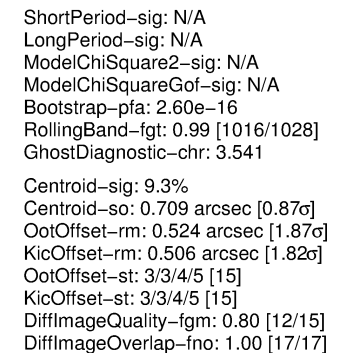 ShortPeriod−sig: N/A
LongPeriod−sig: N/A
ModelChiSquare2−sig: N/A
ModelChiSquareGof−sig: N/A
Bootstrap−pfa: 2.60e−16
RollingBand−fgt: 0.99 [1016/1028]
GhostDiagnostic−chr: 3.541
Centroid−sig: 9.3%
Centroid−so: 0.709 arcsec [0.87σ]
OotOffset−rm: 0.524 arcsec [1.87σ]
KicOffset−rm: 0.506 arcsec [1.82σ]
OotOffset−st: 3/3/4/5 [15]
KicOffset−st: 3/3/4/5 [15]
DiffImageQuality−fgm: 0.80 [12/15]
DiffImageOverlap−fno: 1.00 [17/17]